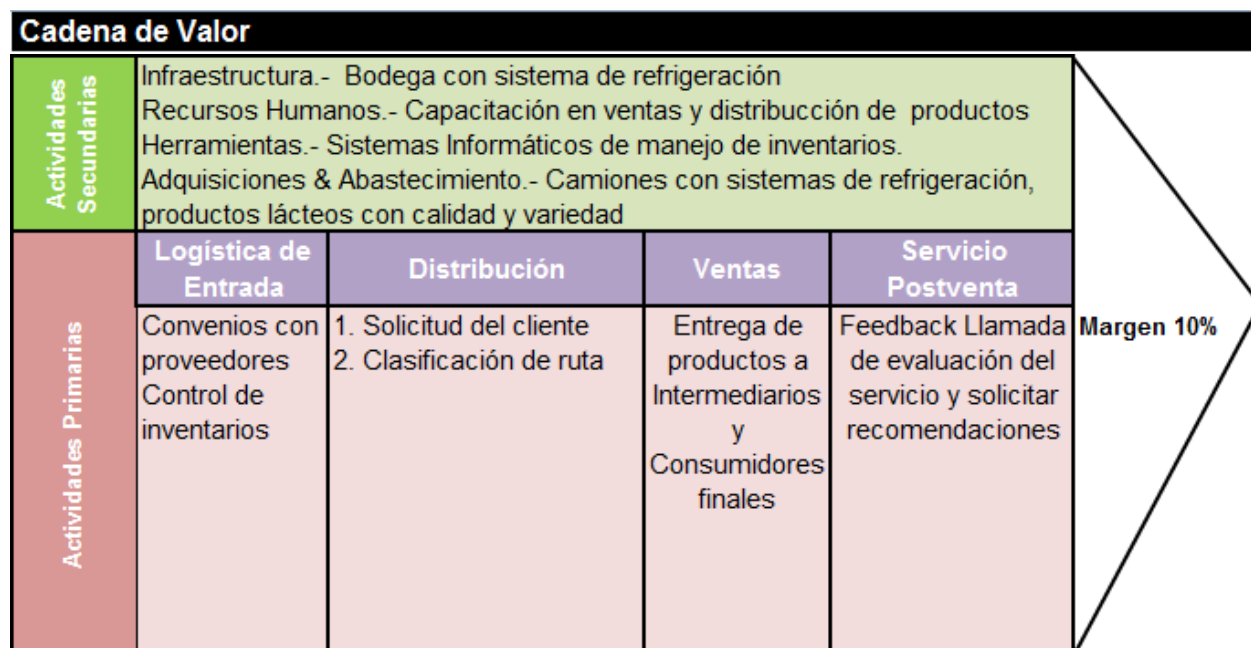 Cadena de Valor
Actividades
Secundarias
Infraestructura.- Bodega con sistema de refrigeración
Recursos Humanos.- Capacitación en ventas y distribucción de productos
Herramientas.- Sistemas Informáticos de manejo de inventarios.
Adquisiciones & Abastecimiento.- Camiones con sistemas de refrigeración,
productos lácteos con calidad y variedad
Actividades Primarias
Logística de
Entrada
Convenios con
proveedores
Control de
inventarios
Distribución
1. Solicitud del cliente
2. Clasificación de ruta
Ventas
Entrega de
productos a
Intermediarios
y
Consumidores
finales
Servicio
Postventa
Feedback Llamada
de evaluación del
servicio y solicitar
recomendaciones
Margen 10%